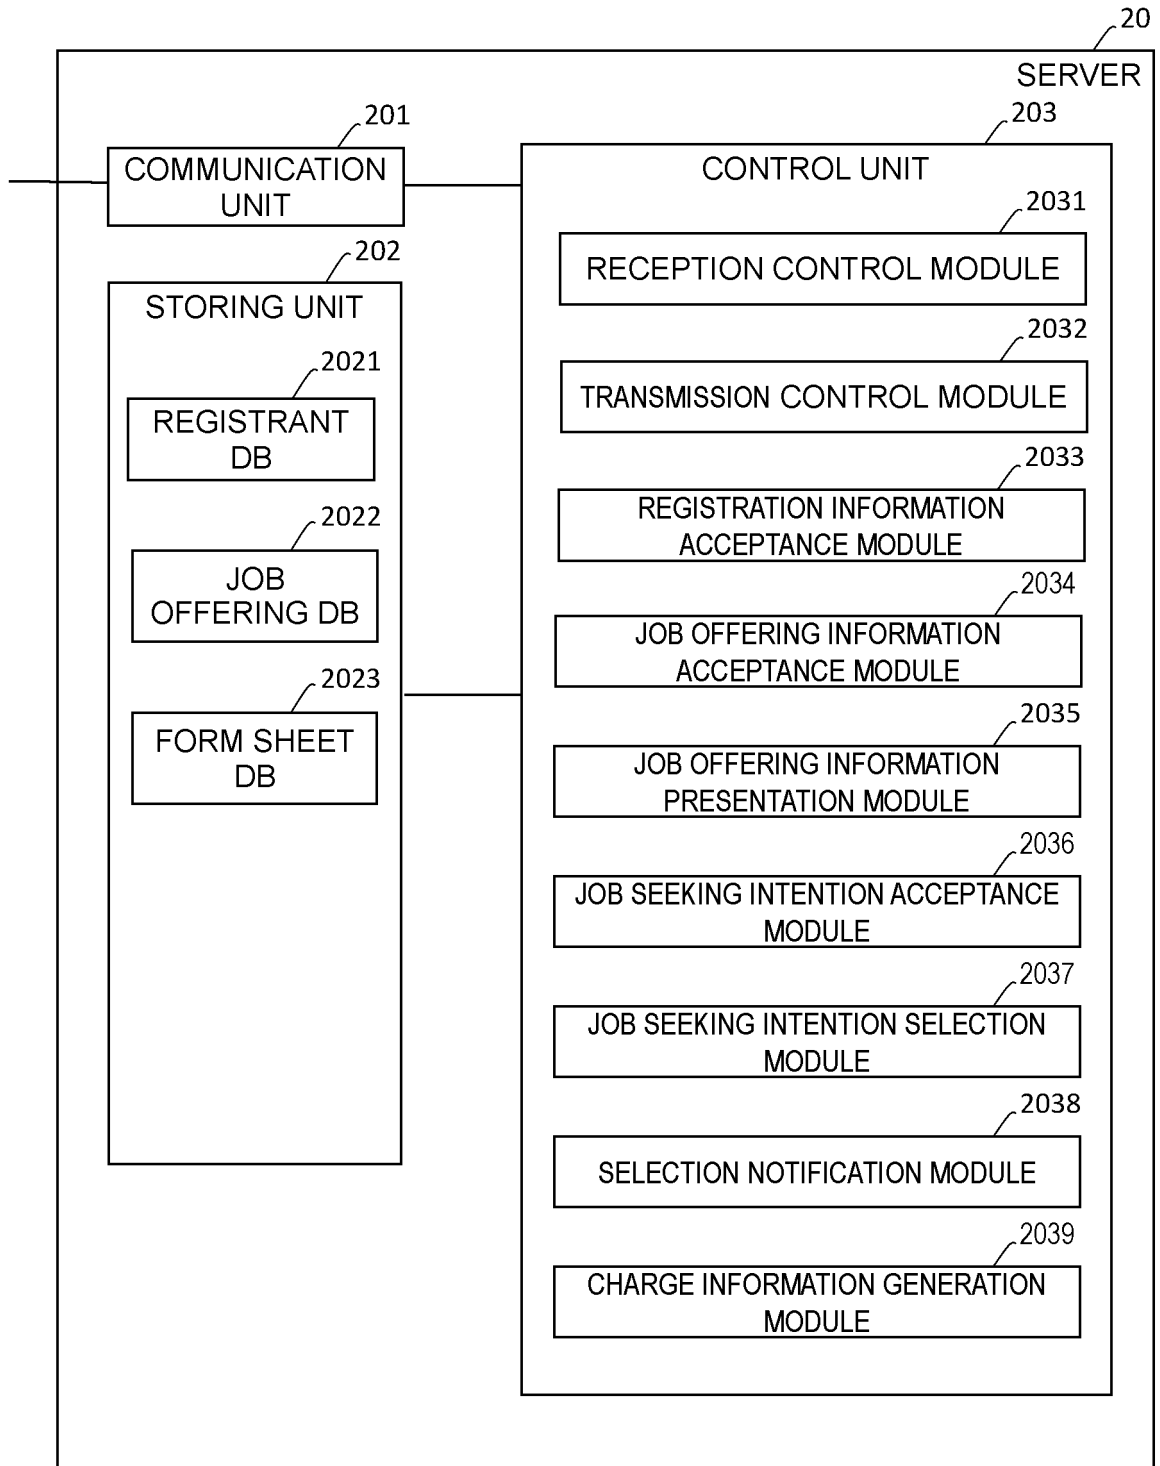 20
SERVER
201
COMMUNICATION
UNIT
202
STORING UNIT
2021
REGISTRANT
DB
2022
JOB
OFFERING DB
2023
FORM SHEET
DB
203
CONTROL UNIT
2031
RECEPTION CONTROL MODULE
2032
TRANSMISSION CONTROL MODULE
2033
REGISTRATION INFORMATION
ACCEPTANCE MODULE
2034
JOB OFFERING INFORMATION
ACCEPTANCE MODULE
2035
JOB OFFERING INFORMATION
PRESENTATION MODULE
2036
JOB SEEKING INTENTION ACCEPTANCE
MODULE
2037
JOB SEEKING INTENTION SELECTION
MODULE
2038
SELECTION NOTIFICATION MODULE
2039
CHARGE INFORMATION GENERATION
MODULE